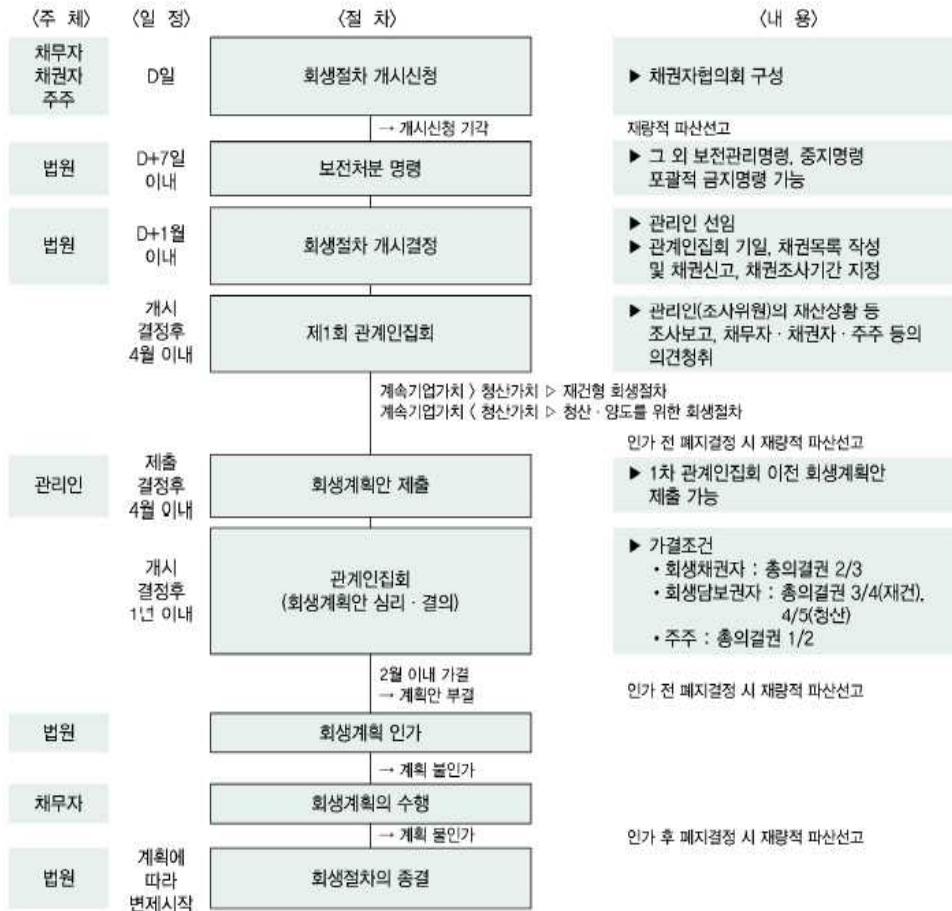 〈주 체〉 〈일 정〉 〈절 차〉 〈내 용〉
채무자
채권자
주주
D일
회생절차 개시신청
▶ 채권자협의회 구성
→ 개시신청 기각
재량적 파산선고
법원
D+7일
이내
보전처분 명령
▶ 그 외 보전관리명령, 중지명령
포괄적 금지명령 가능
법원
D+1월
이내
회생절차 개시결정
▶ 관리인 선임
▶ 관계인집회 기일, 채권목록 작성
및 채권신고, 채권조사기간 지정
개시
결정후
4월 이내
제1회 관계인집회
▶ 관리인(조사위원)의 재산상황 등
조사보고, 채무자 · 채권자 · 주주 등의
의견청취
계속기업가치 〉 청산가치 ▷ 재건형 회생절차
계속기업가치 〈 청산가치 ▷ 청산 · 양도를 위한 회생절차
인가 전 폐지결정 시 재량적 파산선고
관리인
제출
결정후
4월 이내
회생계획안 제출
▶ 1차 관계인집회 이전 회생계획안
제출 가능
개시
결정후
1년 이내
관계인집회
(회생계획안 심리 · 결의)
▶ 가결조건
• 회생채권자 : 총의결권 2/3
• 회생담보권자 : 총의결권 3/4(재건),
4/5(청산)
• 주주 : 총의결권 1/2
2월 이내 가결
→ 계획안 부결
인가 전 폐지결정 시 재량적 파산선고
법원
회생계획 인가
→ 계획 불인가
채무자
회생계획의 수행
→ 계획 불인가
인가 후 폐지결정 시 재량적 파산선고
법원
계획에
따라
변제시작
회생절차의 종결